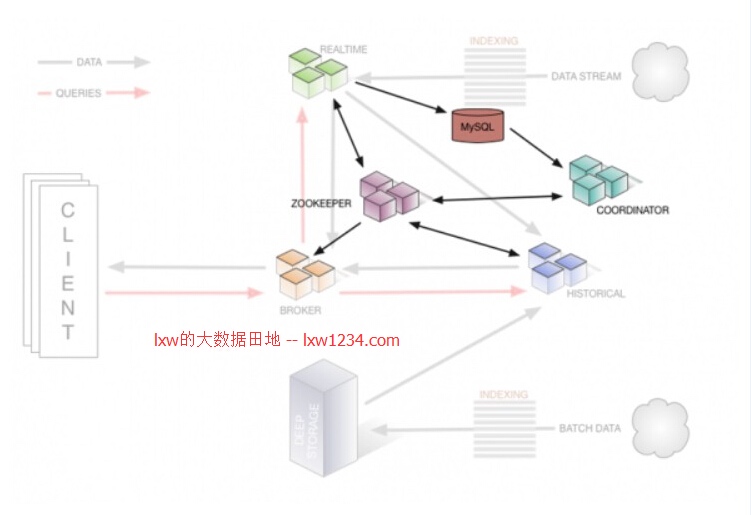 REALTIME
INDEXING
DATA
DATA STREAM
QUERIES
MySQL
ZOOKEEPER
COORDINATOR
CLIENT
BROKER
HISTORICAL
lxw的大数据田地 -- lxw1234.com
INDEXING
DEEP
STORAGE
BATCH DATA